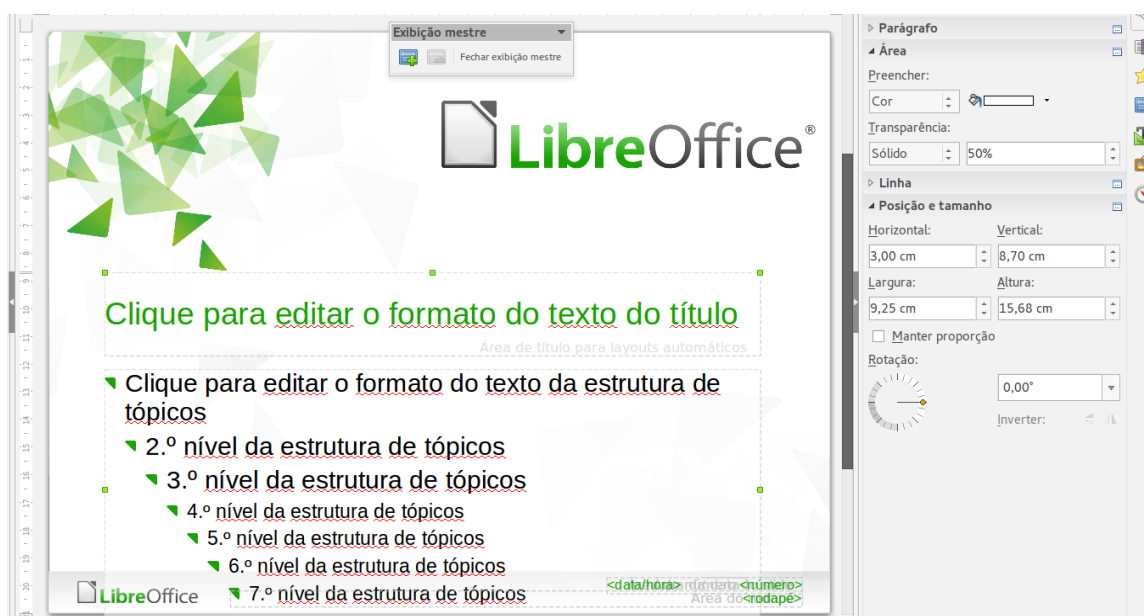 Exibição mestre
Fechar exibição mestre
LibreOffice®
Clique para editar o formato do texto do título
Área de título para layouts automáticos
Clique para editar o formato do texto da estrutura de
tópicos
2.º nível da estrutura de tópicos
3.º nível da estrutura de tópicos
4.º nível da estrutura de tópicos
5.º nível da estrutura de tópicos
6.º nível da estrutura de tópicos
7.º nível da estrutura de tópicos
LibreOffice
<data/hora> <número>
<rodapé>
Parágrafo
Área
Preencher:
Cor
Transparência:
Sólido 50%
Linha
Posição e tamanho
Horizontal: Vertical:
3,00 cm 8,70 cm
Largura: Altura:
9,25 cm 15,68 cm
Manter proporção
Rotação:
0,00°
Inverter: